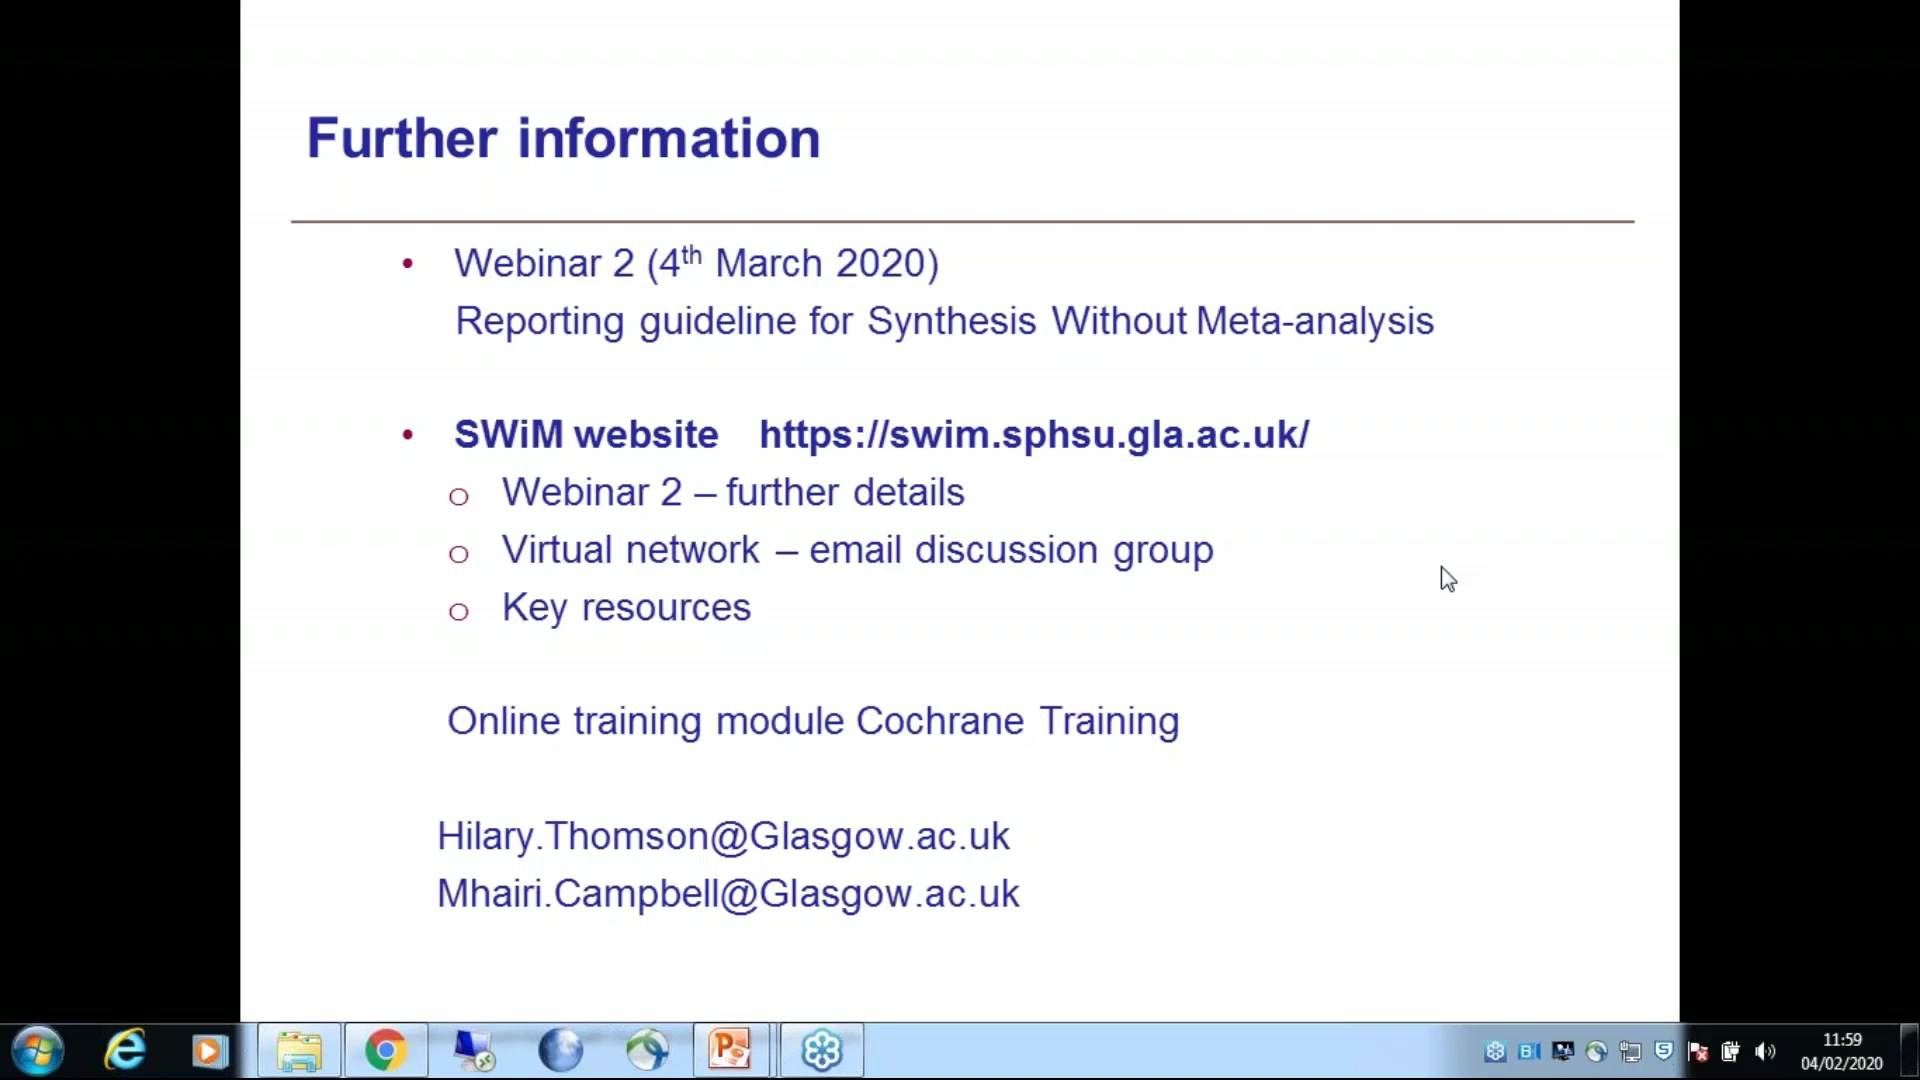 Further information
• Webinar 2 (4th March 2020)
Reporting guideline for Synthesis Without Meta-analysis
• SWiM website https://swim.sphsu.gla.ac.uk/
o Webinar 2 – further details
o Virtual network – email discussion group
o Key resources
Online training module Cochrane Training
Hilary.Thomson@Glasgow.ac.uk
Mhairi.Campbell@Glasgow.ac.uk
11:59
04/02/2020